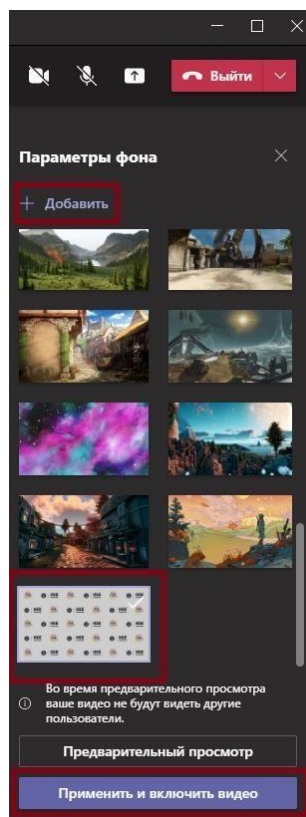 Выйти
Параметры фона
Добавить
Во время предварительного просмотра
ваше видео не будут видеть другие
пользователи.
Предварительный просмотр
Применить и включить видео